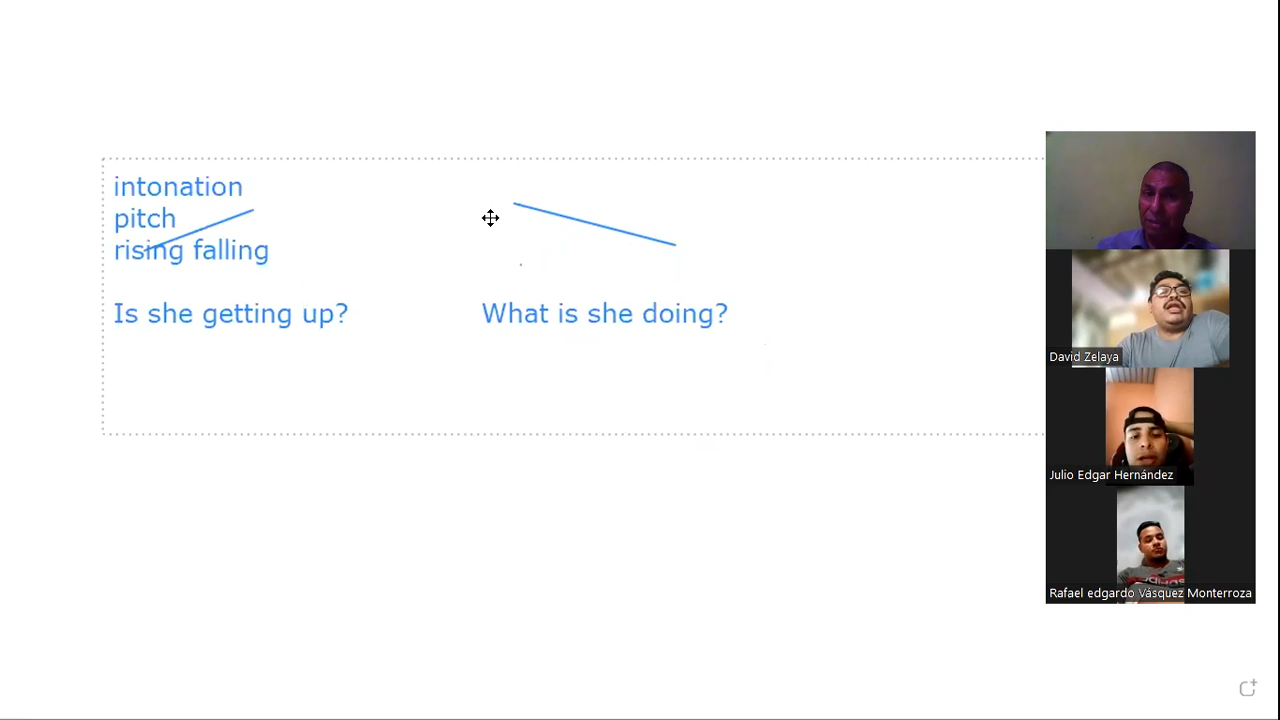 intonation
pitch
rising falling
Is she getting up?
What is she doing?
David Zelaya
Julio Edgar Hernández
Rafael edgardo Vásquez Monterroza